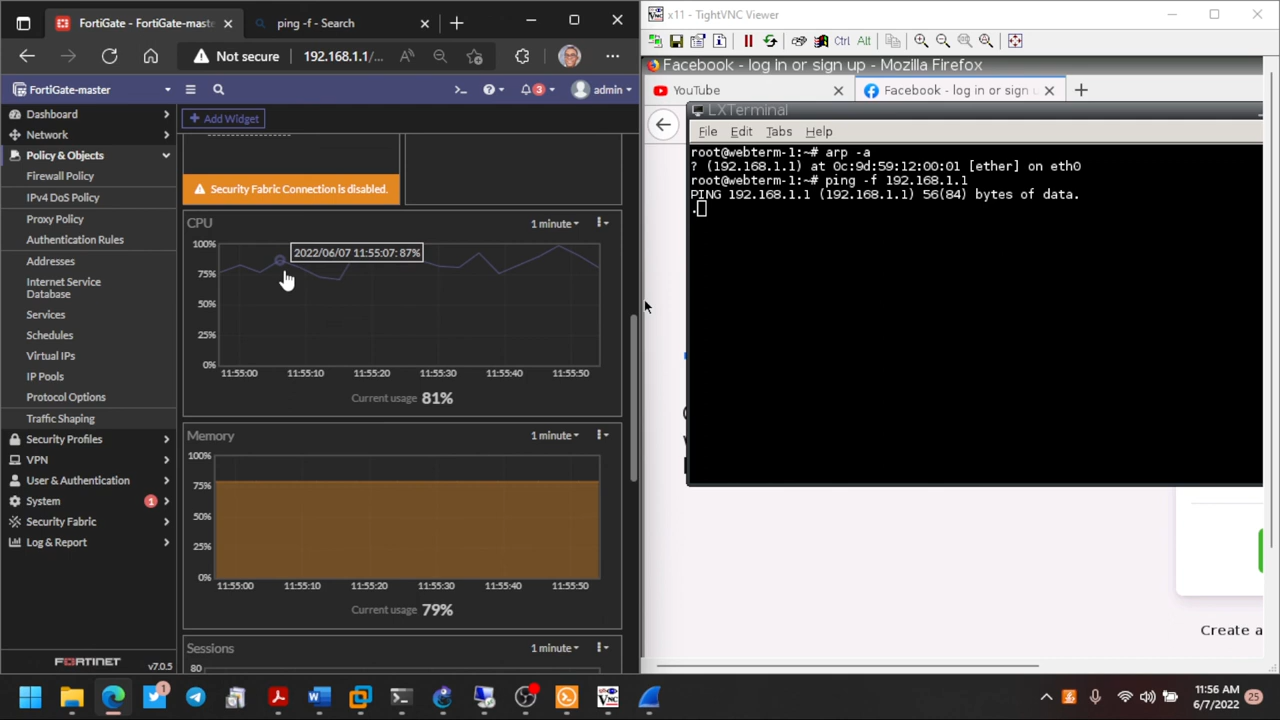 FortiGate - FortiGate-maste
ping -f - Search
Not secure
192.168.1.1/...
FortiGate-master
3
admin
Dashboard
Network
Policy & Objects
Firewall Policy
IPv4 DoS Policy
Proxy Policy
Authentication Rules
Addresses
Internet Service
Database
Services
Schedules
Virtual IPs
IP Pools
Protocol Options
Traffic Shaping
Security Profiles
VPN
User & Authentication
System
1
Security Fabric
Log & Report
FORTINET
v7.0.5
+ Add Widget
Security Fabric Connection is disabled.
CPU
1 minute
2022/06/07 11:55:07: 87%
100%
75%
50%
25%
0%
11:55:00 11:55:10 11:55:20 11:55:30 11:55:40 11:55:50
Current usage 81%
Memory
1 minute
100%
75%
50%
25%
0%
11:55:00 11:55:10 11:55:20 11:55:30 11:55:40 11:55:50
Current usage 79%
Sessions
1 minute
80
x11 - TightVNC Viewer
Ctrl Alt
Facebook - log in or sign up - Mozilla Firefox
YouTube
Facebook - log in or sign up
LXTerminal
File Edit Tabs Help
root@webterm-1:~# arp -a
? (192.168.1.1) at 0c:9d:59:12:00:01 [ether] on eth0
root@webterm-1:~# ping -f 192.168.1.1
PING 192.168.1.1 (192.168.1.1) 56(84) bytes of data.
.
Create a
1
11:56 AM
6/7/2022
25